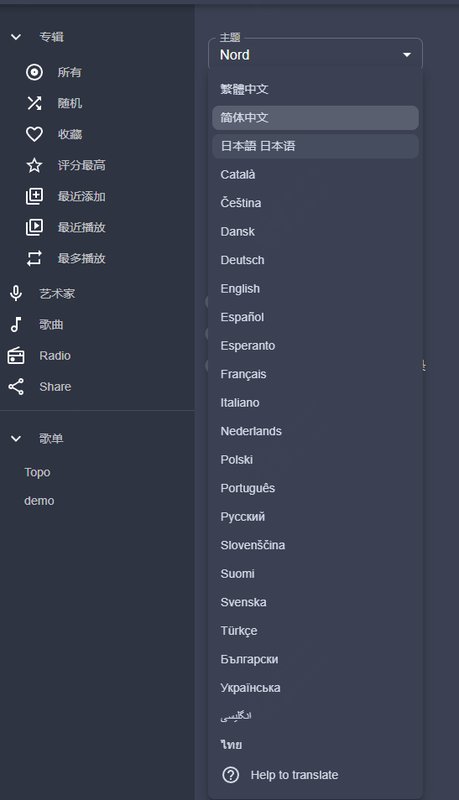 专辑
所有
随机
收藏
评分最高
最近添加
最近播放
最多播放
艺术家
歌曲
Radio
Share
歌单
Topo
demo
主题
Nord
繁體中文
简体中文
日本語 日本语
Català
Čeština
Dansk
Deutsch
English
Español
Esperanto
Français
Italiano
Nederlands
Polski
Português
Русский
Slovenščina
Suomi
Svenska
Türkçe
Български
Українська
انگلیسی
ไทย
Help to translate